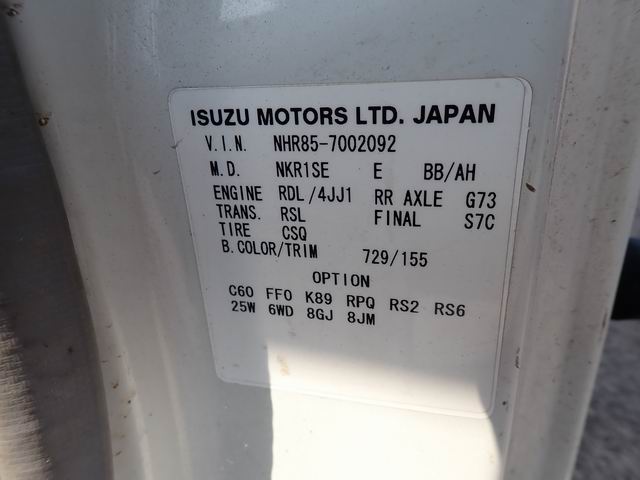 ISUZU MOTORS LTD. JAPAN
V.I.N. NHR85-7002092
M.D. NKR1SE E BB/AH
ENGINE RDL/4JJ1 RR AXLE G73
TRANS. RSL FINAL S7C
TIRE CSQ
B.COLOR/TRIM 729/155
OPTION
C60 FF0 K89 RPQ RS2 RS6
25W 6WD 8GJ 8JM